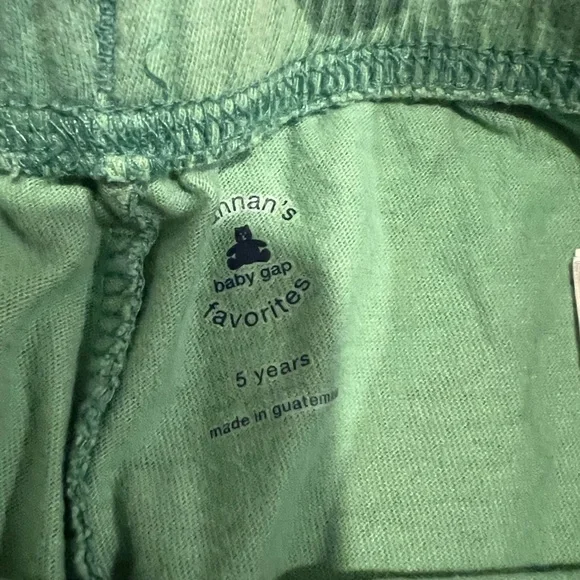 nnan's
baby gap
favorites
5 years
made in guatema